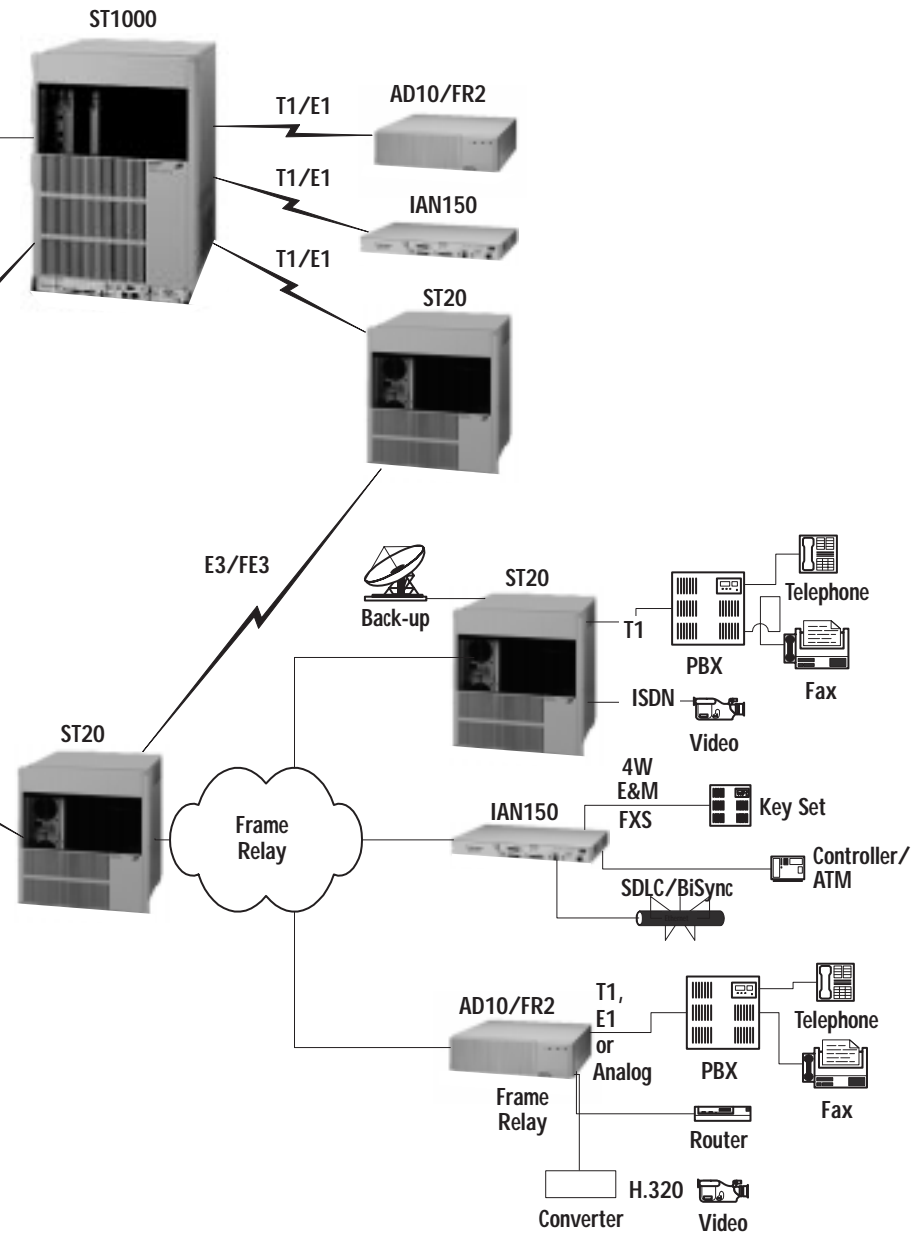 ST1000
T1/E1
AD10/FR2
T1/E1
IAN150
T1/E1
ST20
E3/FE3
Back-up
ST20
T1
PBX
Telephone
Fax
ISDN
Video
ST20
Frame
Relay
IAN150
4W
E&M
FXS
Key Set
Controller/
ATM
SDLC/BiSync
AD10/FR2
T1,
E1
or
Analog
PBX
Telephone
Fax
Frame
Relay
Router
Converter
H.320
Video